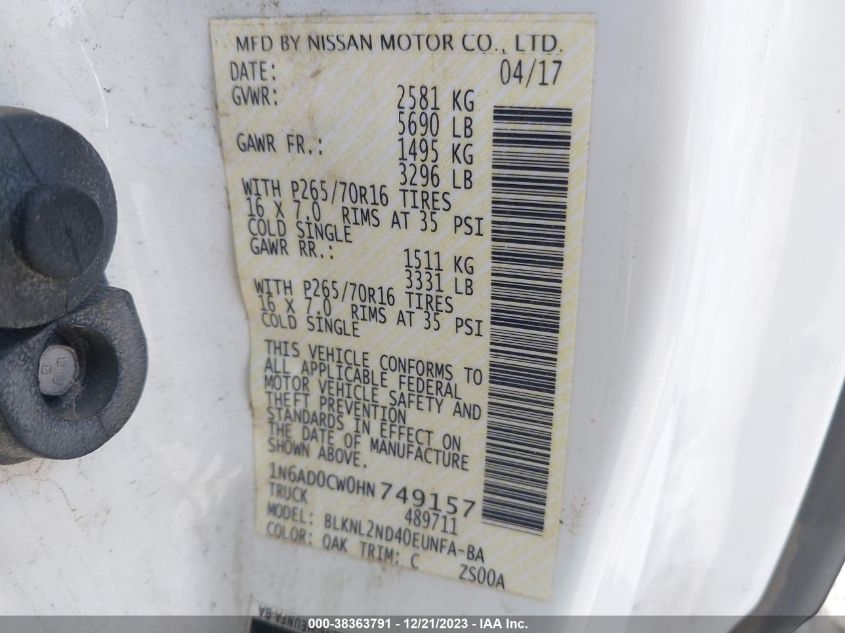 MFD BY NISSAN MOTOR CO., LTD.
DATE: 04/17
GVWR: 2581 KG
5690 LB
GAWR FR.: 1495 KG
3296 LB
WITH P265/70R16 TIRES
16 X 7.0 RIMS AT 35 PSI
COLD SINGLE
GAWR RR.: 1511 KG
3331 LB
WITH P265/70R16 TIRES
16 X 7.0 RIMS AT 35 PSI
COLD SINGLE
THIS VEHICLE CONFORMS TO
ALL APPLICABLE FEDERAL
MOTOR VEHICLE SAFETY AND
THEFT PREVENTION
STANDARDS IN EFFECT ON
THE DATE OF MANUFACTURE
SHOWN ABOVE.
1N6AD0CW0HN749157
TRUCK 489711
MODEL: BLKNL2ND40EUNFA-BA
COLOR: QAK TRIM: C ZS00A
000-38363791 - 12/21/2023 - IAA Inc.